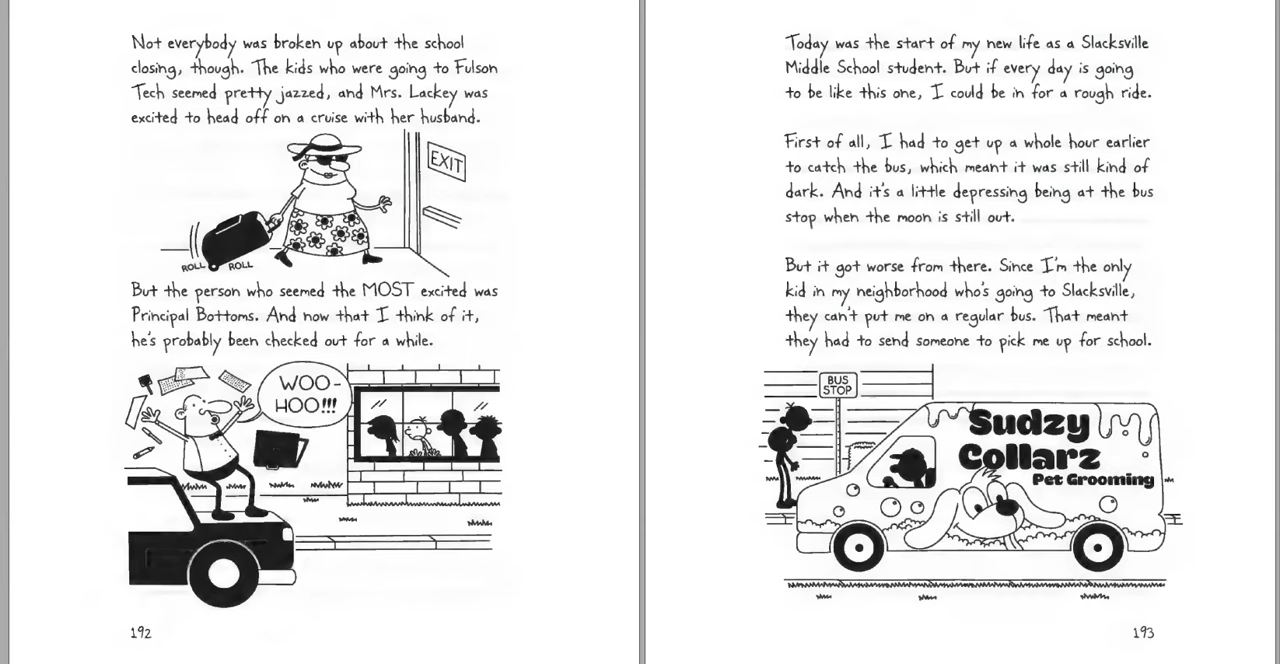 Not everybody was broken up about the school
closing, though. The kids who were going to Fulson
Tech seemed pretty jazzed, and Mrs. Lackey was
excited to head off on a cruise with her husband.
EXIT
ROLL ROLL
But the person who seemed the MOST excited was
Principal Bottoms. And now that I think of it,
he's probably been checked out for a while.
WOO-
HOO!!!
192
Today was the start of my new life as a Slacksville
Middle School student. But if every day is going
to be like this one, I could be in for a rough ride.
First of all, I had to get up a whole hour earlier
to catch the bus, which meant it was still kind of
dark. And it's a little depressing being at the bus
stop when the moon is still out.
But it got worse from there. Since I'm the only
kid in my neighborhood who's going to Slacksville,
they can't put me on a regular bus. That meant
they had to send someone to pick me up for school.
BUS
STOP
Sudzy
Collarz
Pet Grooming
193